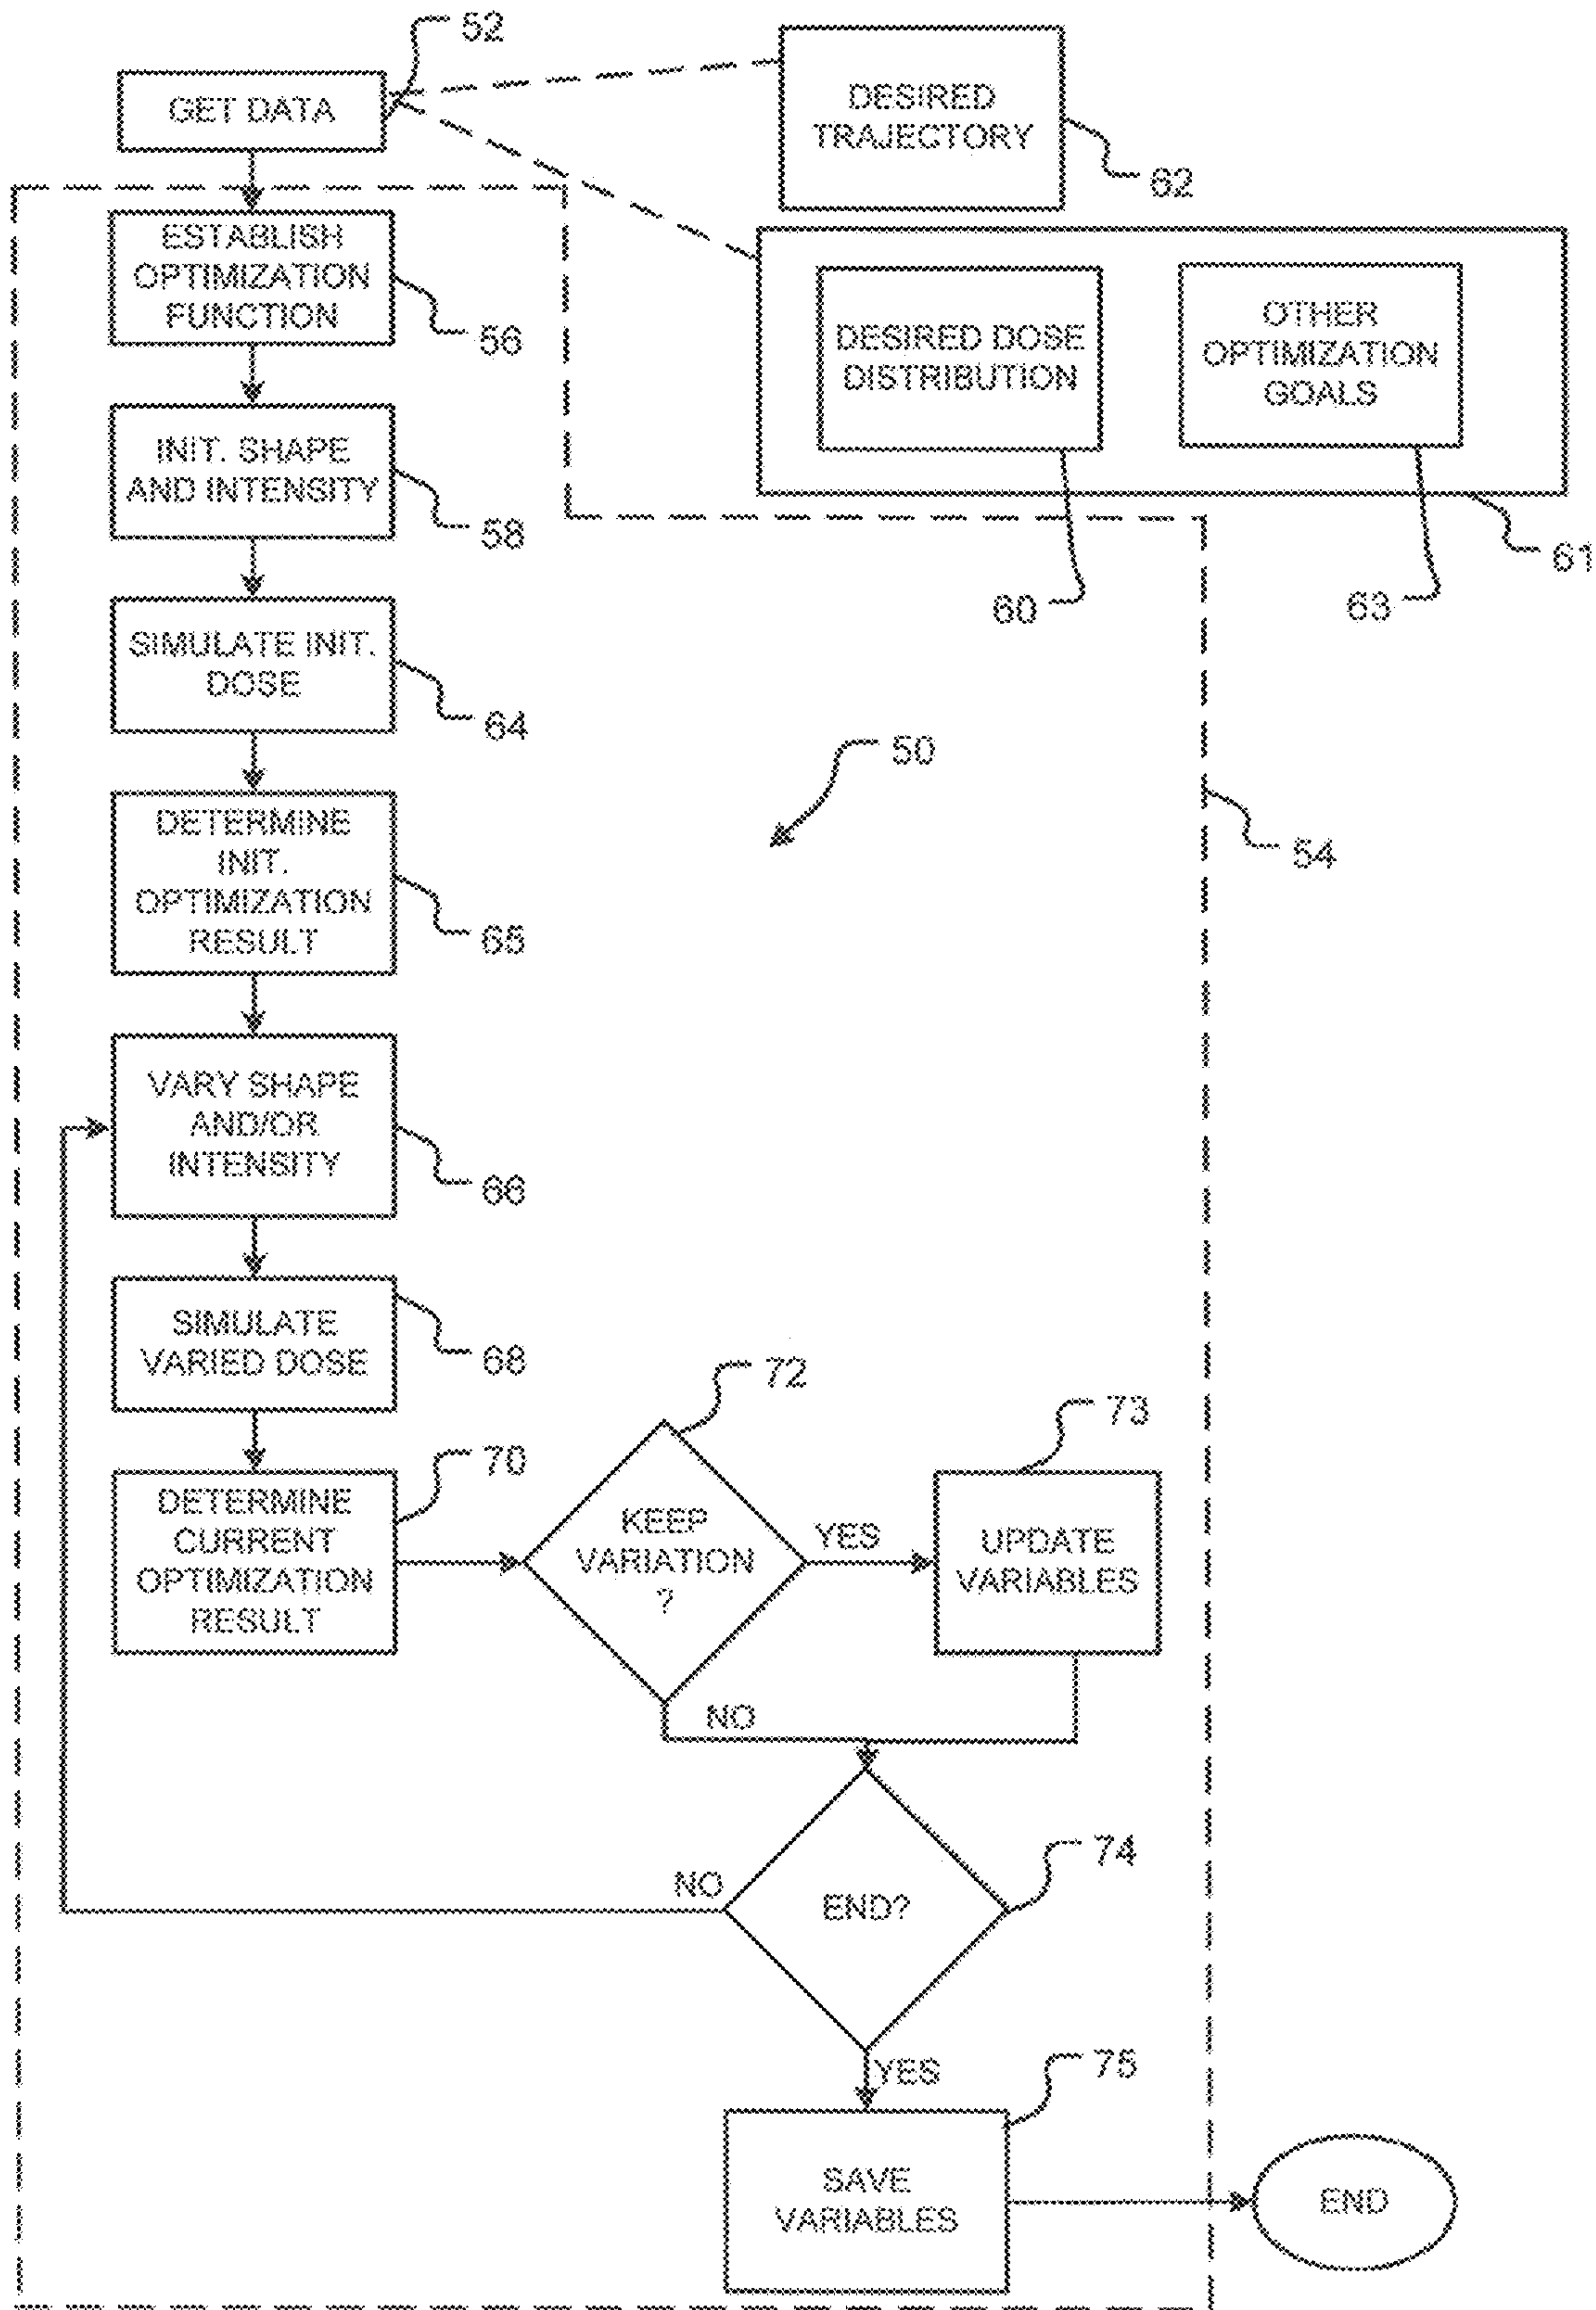 52
GET DATA
DESIRED
TRAJECTORY
62
ESTABLISH
OPTIMIZATION
FUNCTION
56
DESIRED DOSE
DISTRIBUTION
OTHER
OPTIMIZATION
GOALS
61
60
63
INIT. SHAPE
AND INTENSITY
58
SIMULATE INIT.
DOSE
64
50
54
DETERMINE
INIT.
OPTIMIZATION
RESULT
65
VARY SHAPE
AND/OR
INTENSITY
66
SIMULATE
VARIED DOSE
68
DETERMINE
CURRENT
OPTIMIZATION
RESULT
70
KEEP
VARIATION
?
72
YES
NO
UPDATE
VARIABLES
73
END?
74
NO
YES
SAVE
VARIABLES
75
END